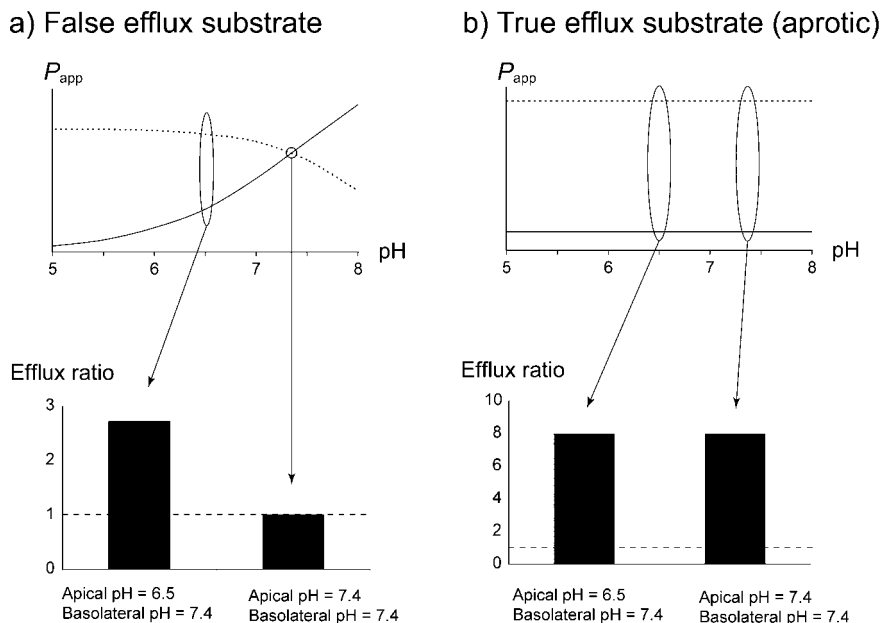 a) False efflux substrate
Papp
5 6 7 8
pH
Efflux ratio
3
2
1
0
Apical pH = 6.5
Basolateral pH = 7.4
Apical pH = 7.4
Basolateral pH = 7.4
b) True efflux substrate (aprotic)
Papp
5 6 7 8
pH
Efflux ratio
10
8
6
4
2
0
Apical pH = 6.5
Basolateral pH = 7.4
Apical pH = 7.4
Basolateral pH = 7.4